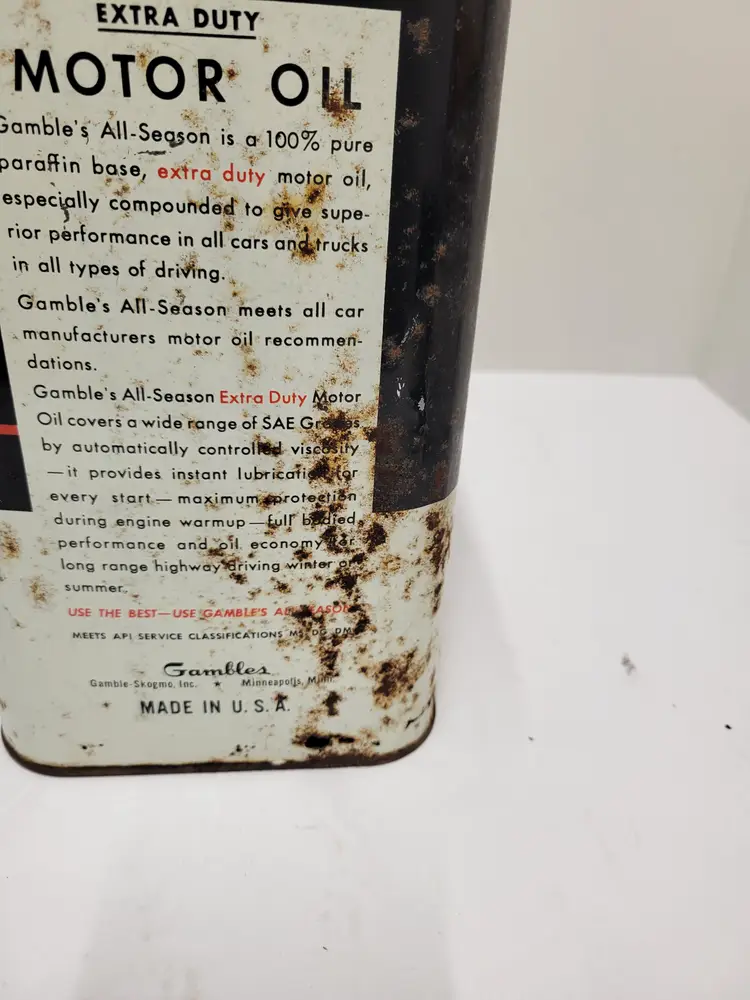 EXTRA DUTY
MOTOR OIL
Gamble's All-Season is a 100% pure
paraffin base, extra duty motor oil,
especially compounded to give supe-
rior performance in all cars and trucks
in all types of driving.
Gamble's All-Season meets all car
manufacturers motor oil recommen-
dations.
Gamble's All-Season Extra Duty Motor
Oil covers a wide range of SAE Grades
by automatically controlled viscosity
—it provides instant lubrication for
every start—maximum protection
during engine warmup—full bodied
performance and oil economy for
long range highway driving winter or
summer.
USE THE BEST—USE GAMBLE'S ALL-SEASON
MEETS API SERVICE CLASSIFICATIONS MS DG DM
Gambles
Gamble-Skogmo, Inc. ★ Minneapolis, Minn.
MADE IN U.S.A.